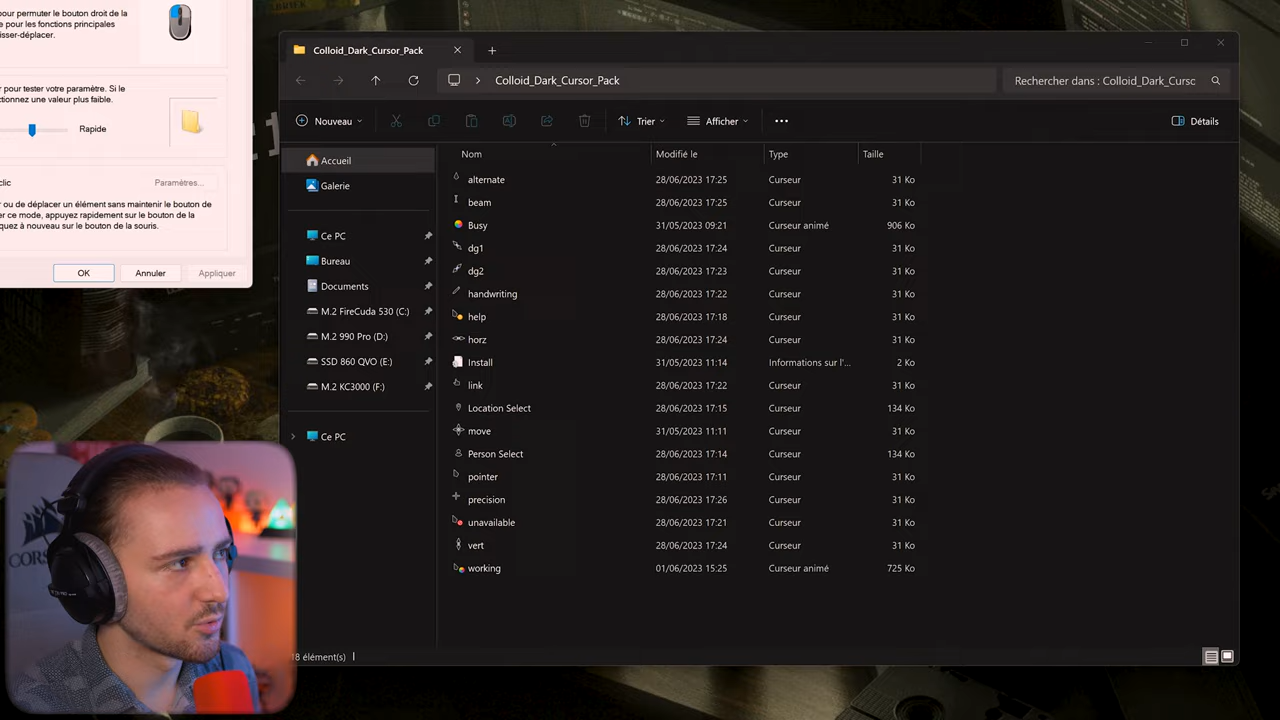 pour permuter le bouton droit de la
e pour les fonctions principales
isser-déplacer.
r pour tester votre paramètre. Si le
ctionnez une valeur plus faible.
Rapide
clic
Paramètres...
r ou de déplacer un élément sans maintenir le bouton de
er ce mode, appuyez rapidement sur le bouton de la
quez à nouveau sur le bouton de la souris.
OK
Annuler
Appliquer
Colloid_Dark_Cursor_Pack
Colloid_Dark_Cursor_Pack
Rechercher dans : Colloid_Dark_Cursc
Nouveau
Trier
Afficher
Détails
Accueil
Galerie
Ce PC
Bureau
Documents
M.2 FireCuda 530 (C:)
M.2 990 Pro (D:)
SSD 860 QVO (E:)
M.2 KC3000 (F:)
Ce PC
Nom Modifié le Type Taille
alternate 28/06/2023 17:25 Curseur 31 Ko
beam 28/06/2023 17:25 Curseur 31 Ko
Busy 31/05/2023 09:21 Curseur animé 906 Ko
dg1 28/06/2023 17:24 Curseur 31 Ko
dg2 28/06/2023 17:23 Curseur 31 Ko
handwriting 28/06/2023 17:22 Curseur 31 Ko
help 28/06/2023 17:18 Curseur 31 Ko
horz 28/06/2023 17:24 Curseur 31 Ko
Install 31/05/2023 11:14 Informations sur l'... 2 Ko
link 28/06/2023 17:22 Curseur 31 Ko
Location Select 28/06/2023 17:15 Curseur 134 Ko
move 31/05/2023 11:11 Curseur 31 Ko
Person Select 28/06/2023 17:14 Curseur 134 Ko
pointer 28/06/2023 17:11 Curseur 31 Ko
precision 28/06/2023 17:26 Curseur 31 Ko
unavailable 28/06/2023 17:21 Curseur 31 Ko
vert 28/06/2023 17:24 Curseur 31 Ko
working 01/06/2023 15:25 Curseur animé 725 Ko
18 élément(s)
CORS